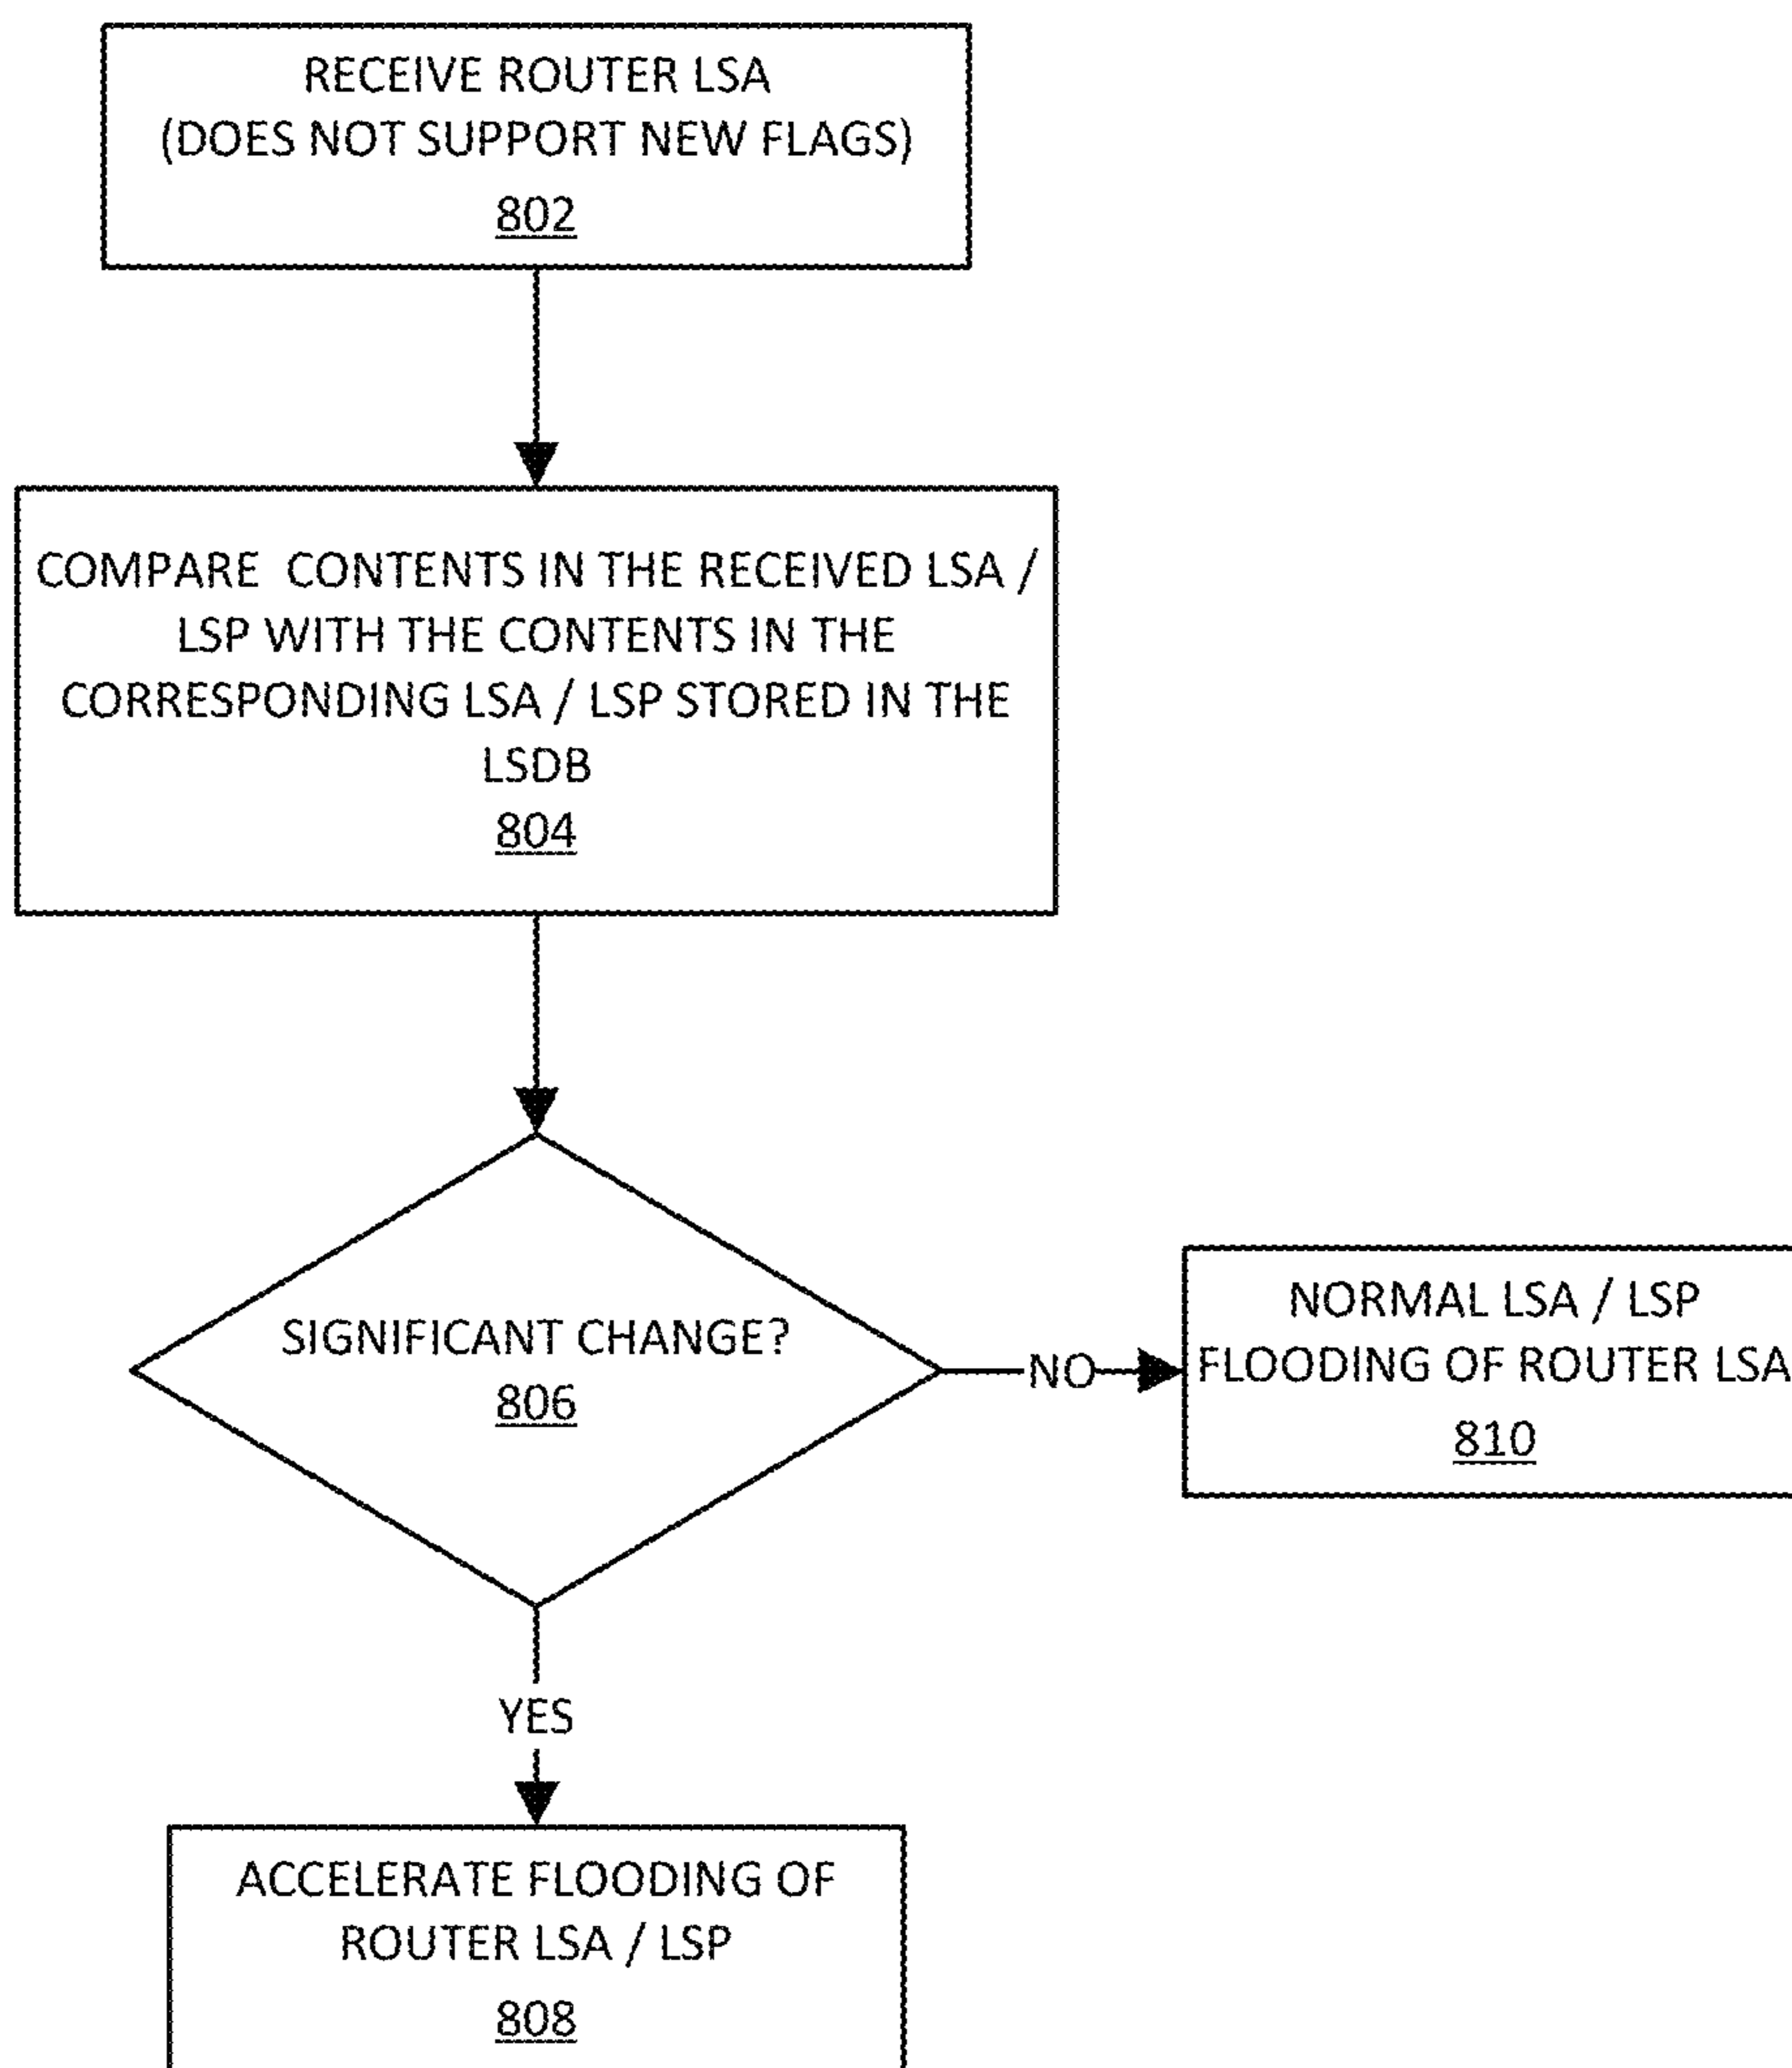 RECEIVE ROUTER LSA
(DOES NOT SUPPORT NEW FLAGS)
802
COMPARE CONTENTS IN THE RECEIVED LSA /
LSP WITH THE CONTENTS IN THE
CORRESPONDING LSA / LSP STORED IN THE
LSDB
804
SIGNIFICANT CHANGE?
806
NO
NORMAL LSA / LSP
FLOODING OF ROUTER LSA
810
YES
ACCELERATE FLOODING OF
ROUTER LSA / LSP
808